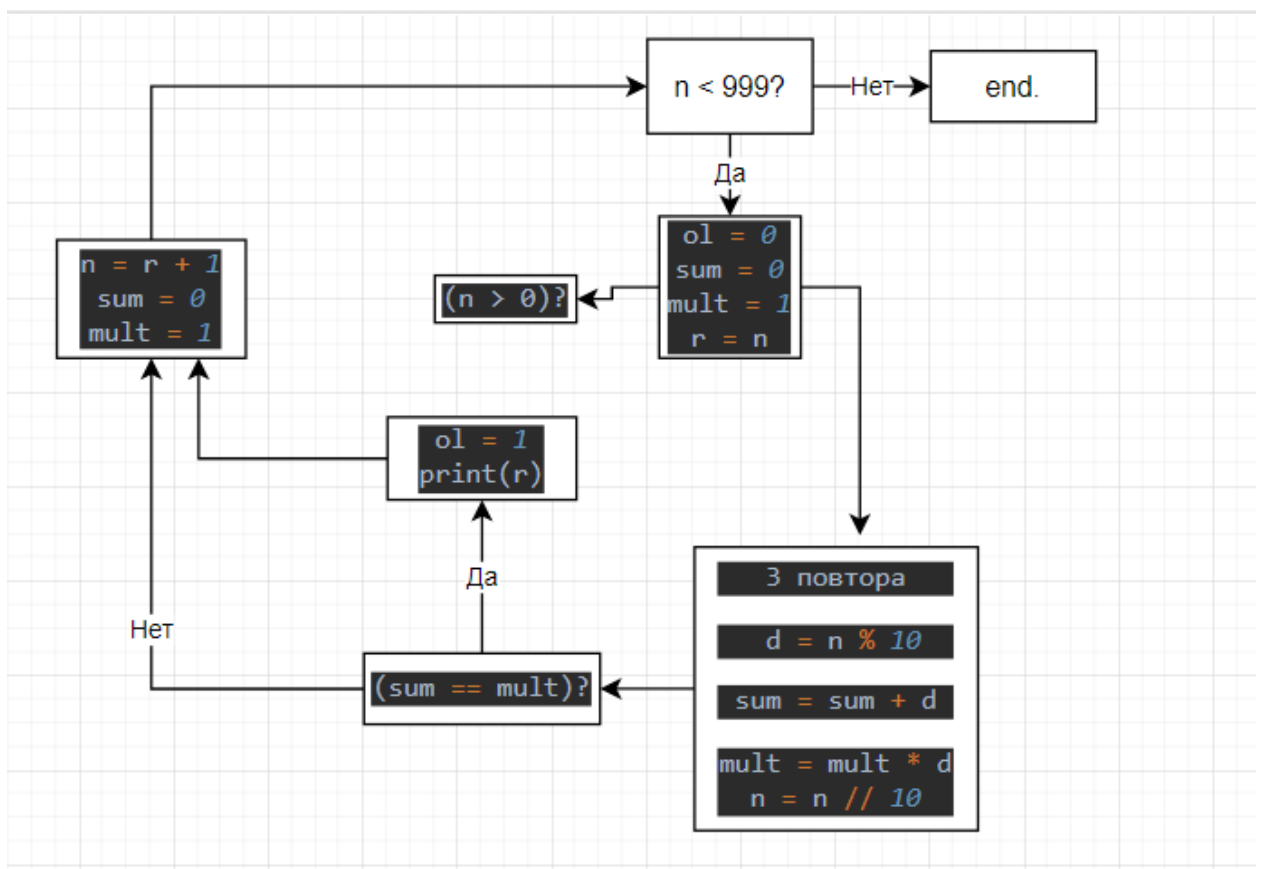 n < 999?
Нет
end.
Да
ol = 0
sum = 0
mult = 1
r = n
n = r + 1
sum = 0
mult = 1
(n > 0)?
ol = 1
print(r)
Да
Нет
(sum == mult)?
3 повтора
d = n % 10
sum = sum + d
mult = mult * d
n = n // 10